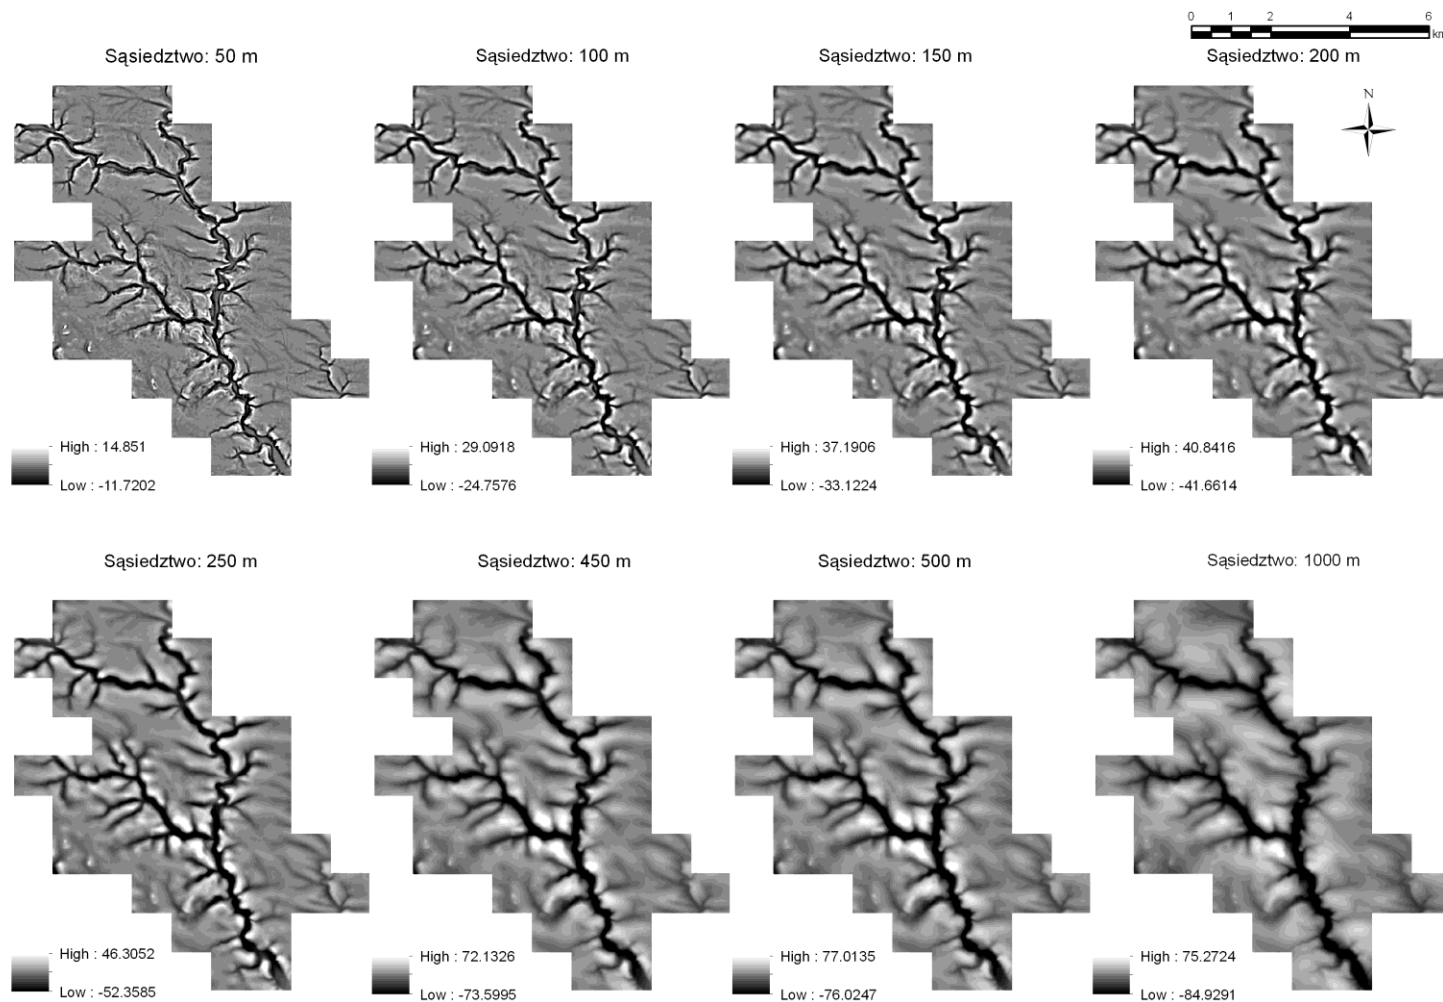 0 1 2 4 6
km
Sąsiedztwo: 50 m
Sąsiedztwo: 100 m
Sąsiedztwo: 150 m
Sąsiedztwo: 200 m
N
High : 14.851
Low : -11.7202
High : 29.0918
Low : -24.7576
High : 37.1906
Low : -33.1224
High : 40.8416
Low : -41.6614
Sąsiedztwo: 250 m
Sąsiedztwo: 450 m
Sąsiedztwo: 500 m
Sąsiedztwo: 1000 m
High : 46.3052
Low : -52.3585
High : 72.1326
Low : -73.5995
High : 77.0135
Low : -76.0247
High : 75.2724
Low : -84.9291